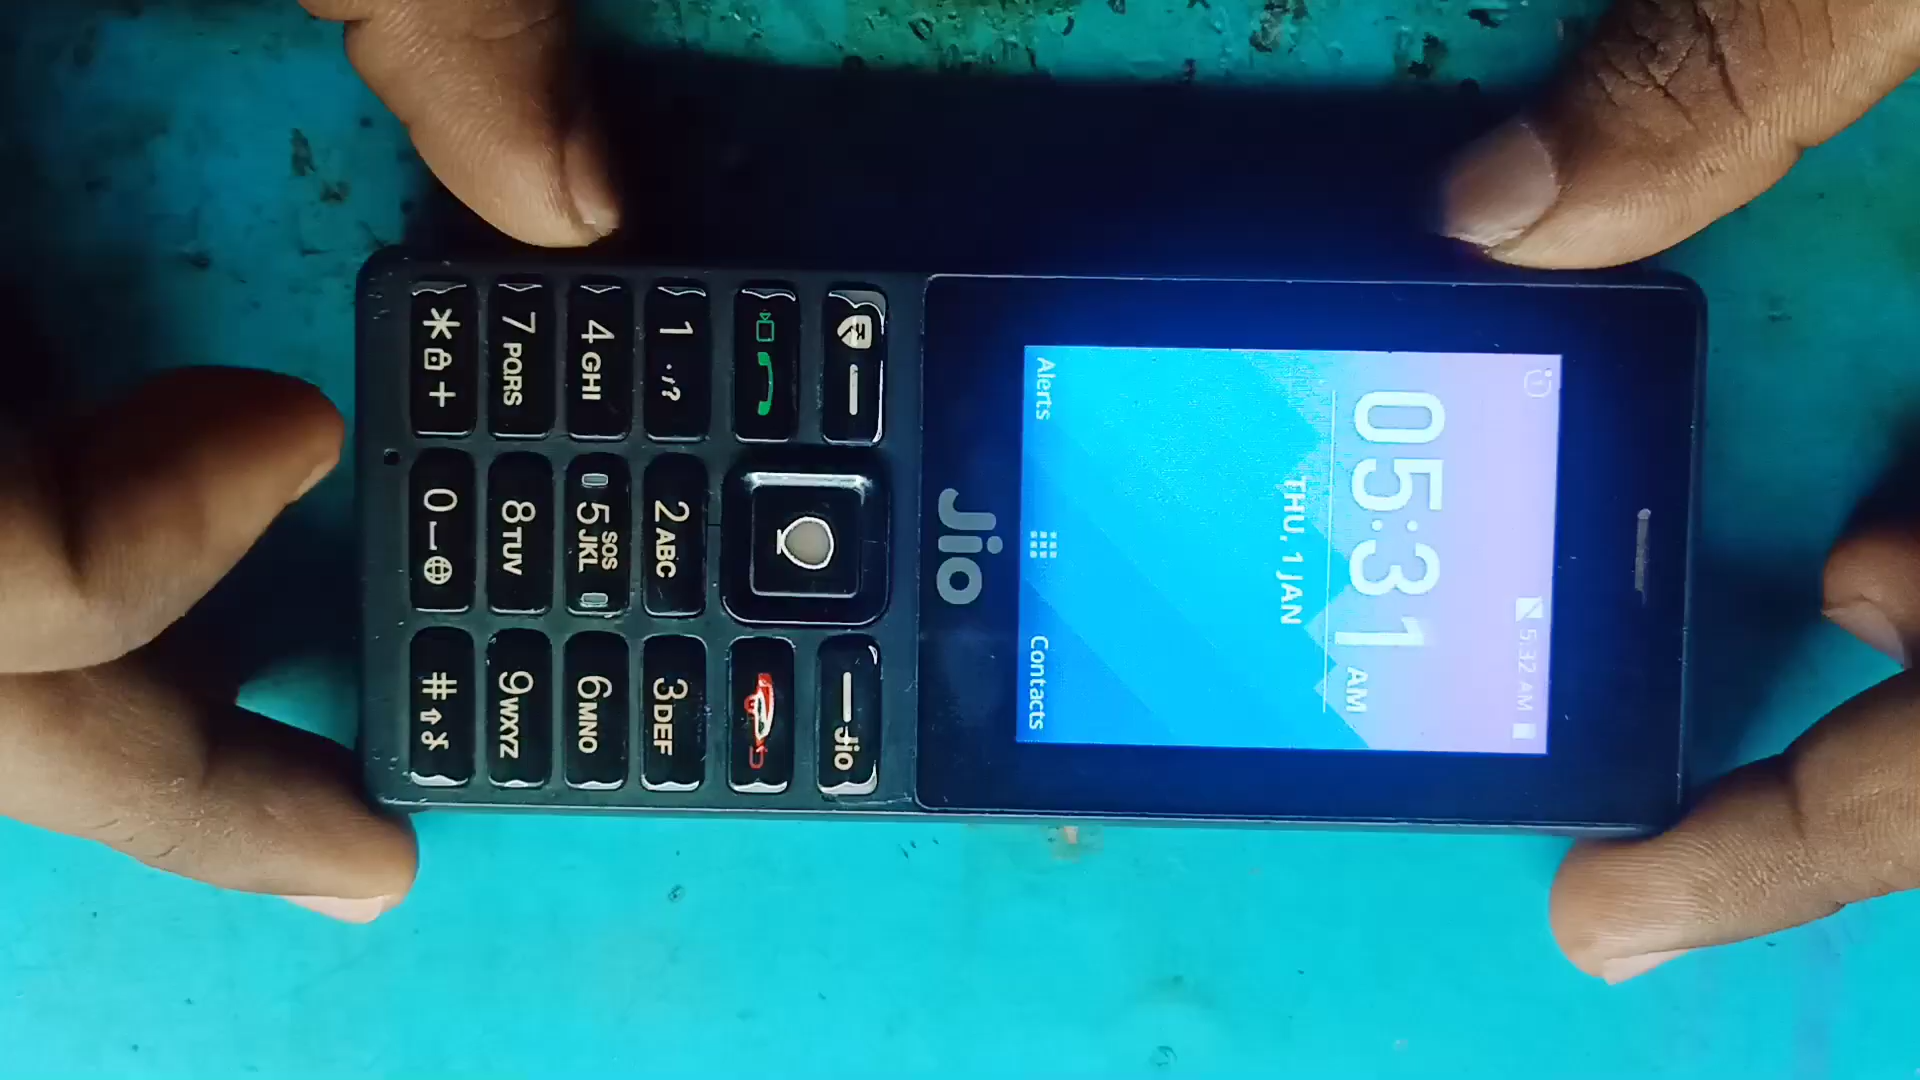 5:32 AM
05:31 AM
THU, 1 JAN
Alerts
Contacts
Jio
Jio
1 . , ?
2 ABC
3 DEF
4 GHI
SOS
5 JKL
6 MNO
7 PQRS
8 TUV
9 WXYZ
* +
0
#